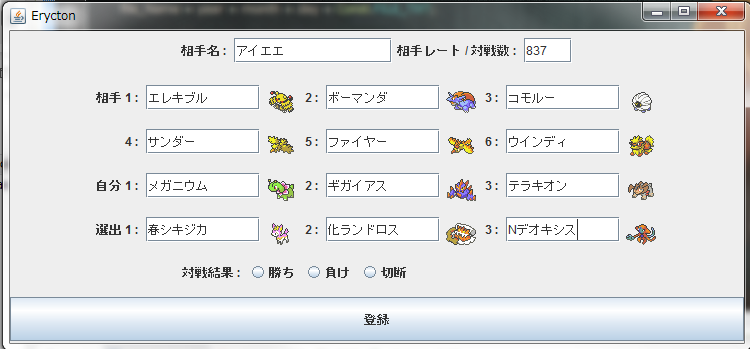 Erycton
相手名 : アイエエ 相手レート / 対戦数 : 837
相手 1 : エレキブル 2 : ボーマンダ 3 : コモルー
4 : サンダー 5 : ファイヤー 6 : ウインディ
自分 1 : メガニウム 2 : ギガイアス 3 : テラキオン
選出 1 : 春シキジカ 2 : 化ランドロス 3 : Nデオキシス
対戦結果 : 勝ち 負け 切断
登録